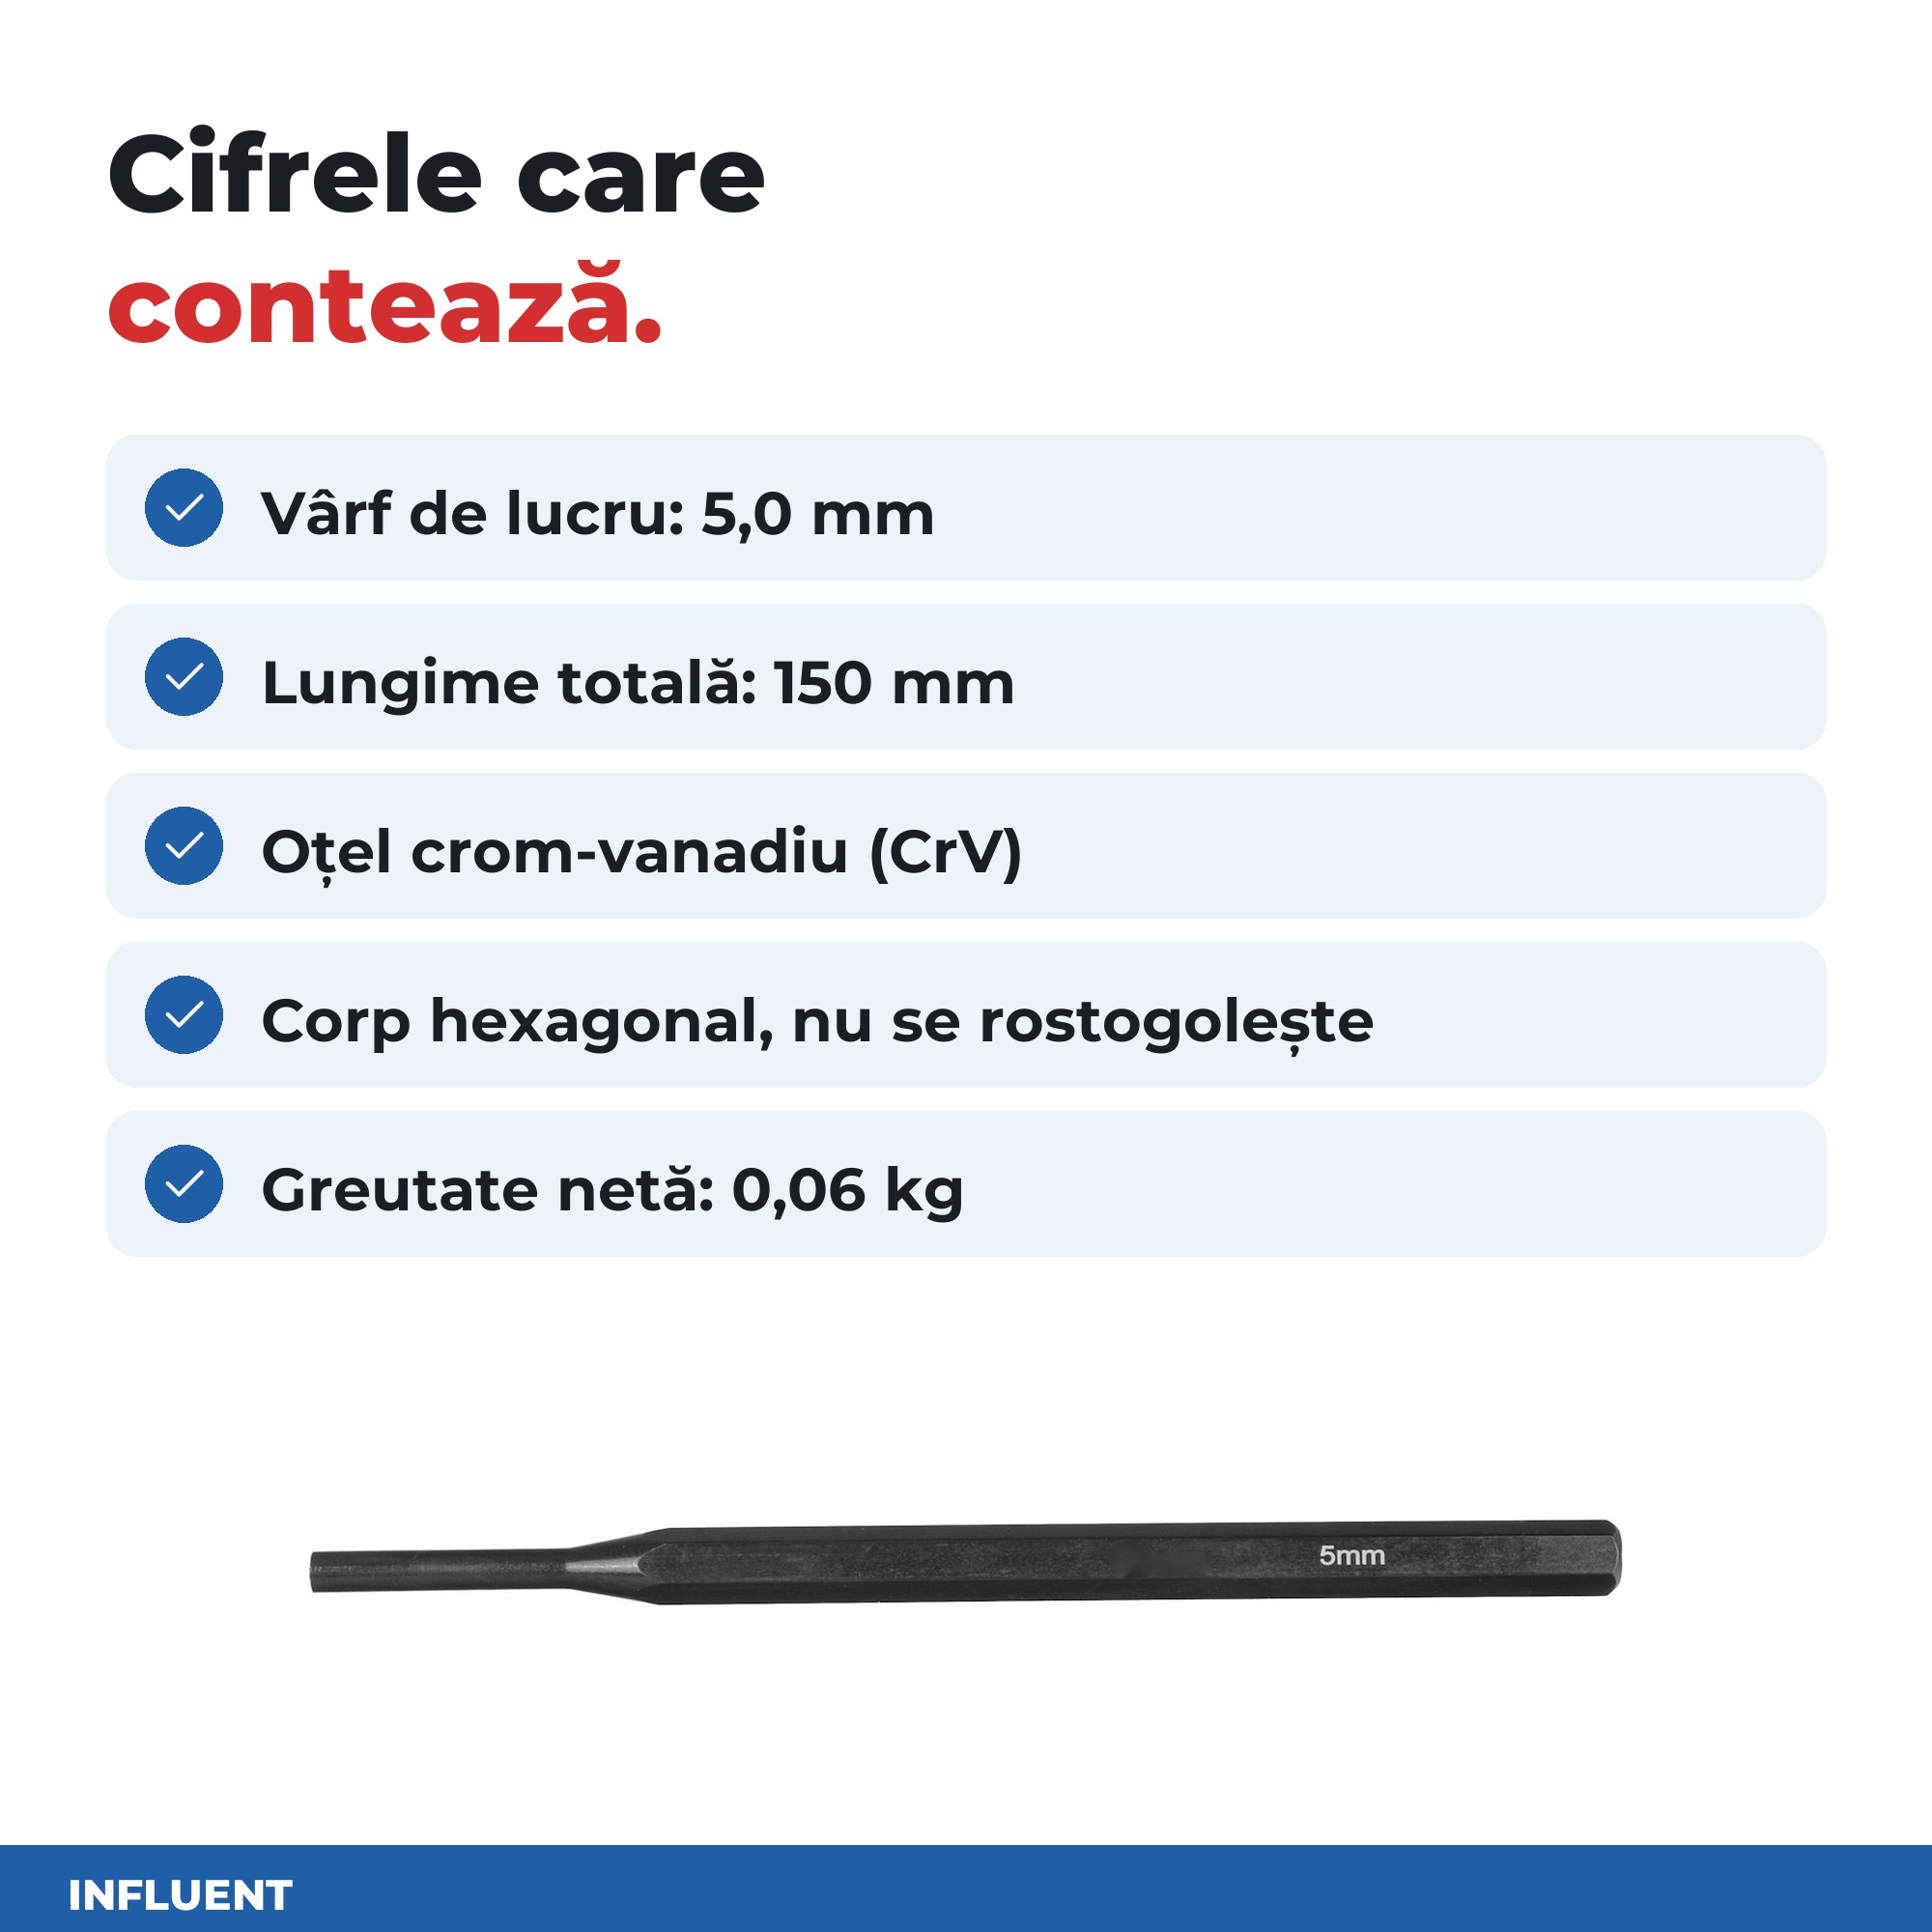 Cifrele care
contează.
Vârf de lucru: 5,0 mm
Lungime totală: 150 mm
Oțel crom-vanadiu (CrV)
Corp hexagonal, nu se rostogolește
Greutate netă: 0,06 kg
5mm
INFLUENT